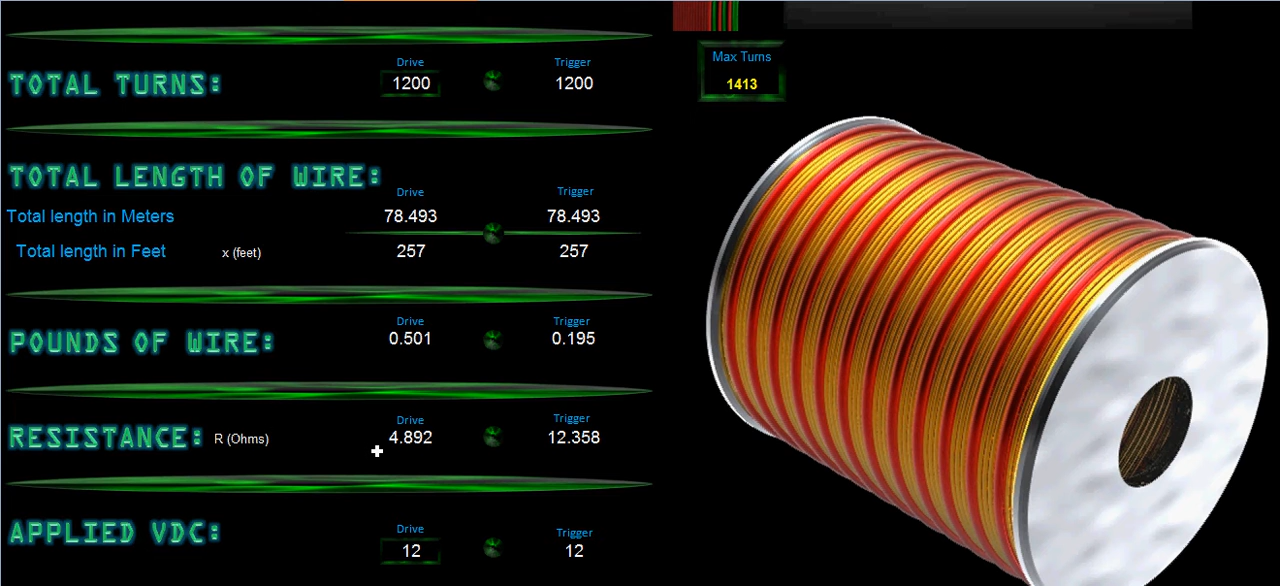 Drive Trigger Max Turns
TOTAL TURNS: 1200 1200 1413
TOTAL LENGTH OF WIRE:
Drive Trigger
Total length in Meters 78.493 78.493
Total length in Feet x (feet) 257 257
Drive Trigger
POUNDS OF WIRE: 0.501 0.195
Drive Trigger
RESISTANCE: R (Ohms) 4.892 12.358
Drive Trigger
APPLIED VDC: 12 12